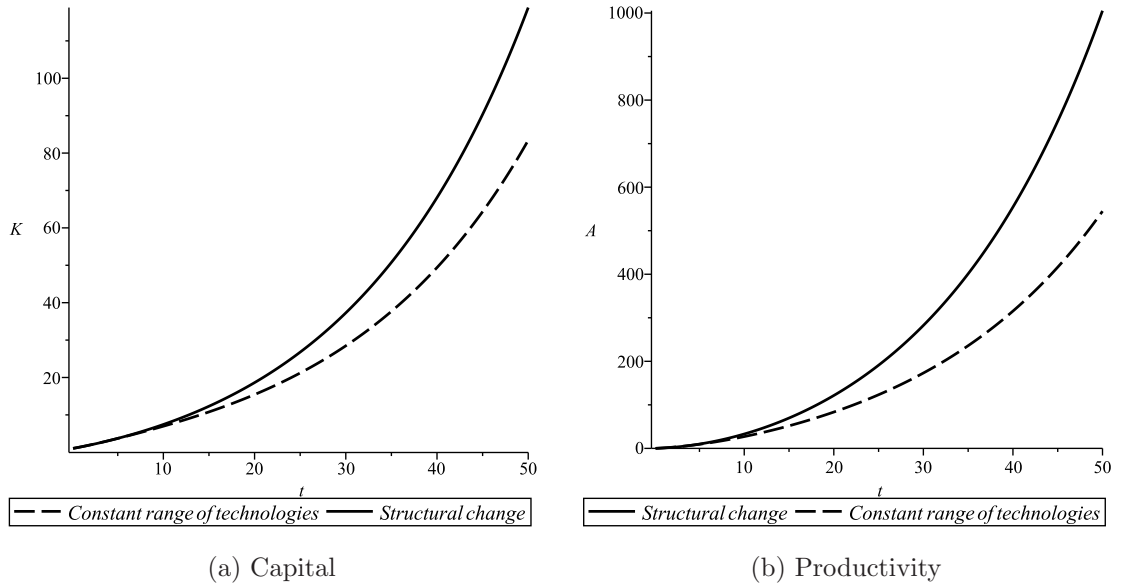 100
80
K
60
40
20
10 20 30 40 50
t
Constant range of technologies Structural change
(a) Capital
1000
800
600
A
400
200
0
10 20 30 40 50
t
Structural change Constant range of technologies
(b) Productivity